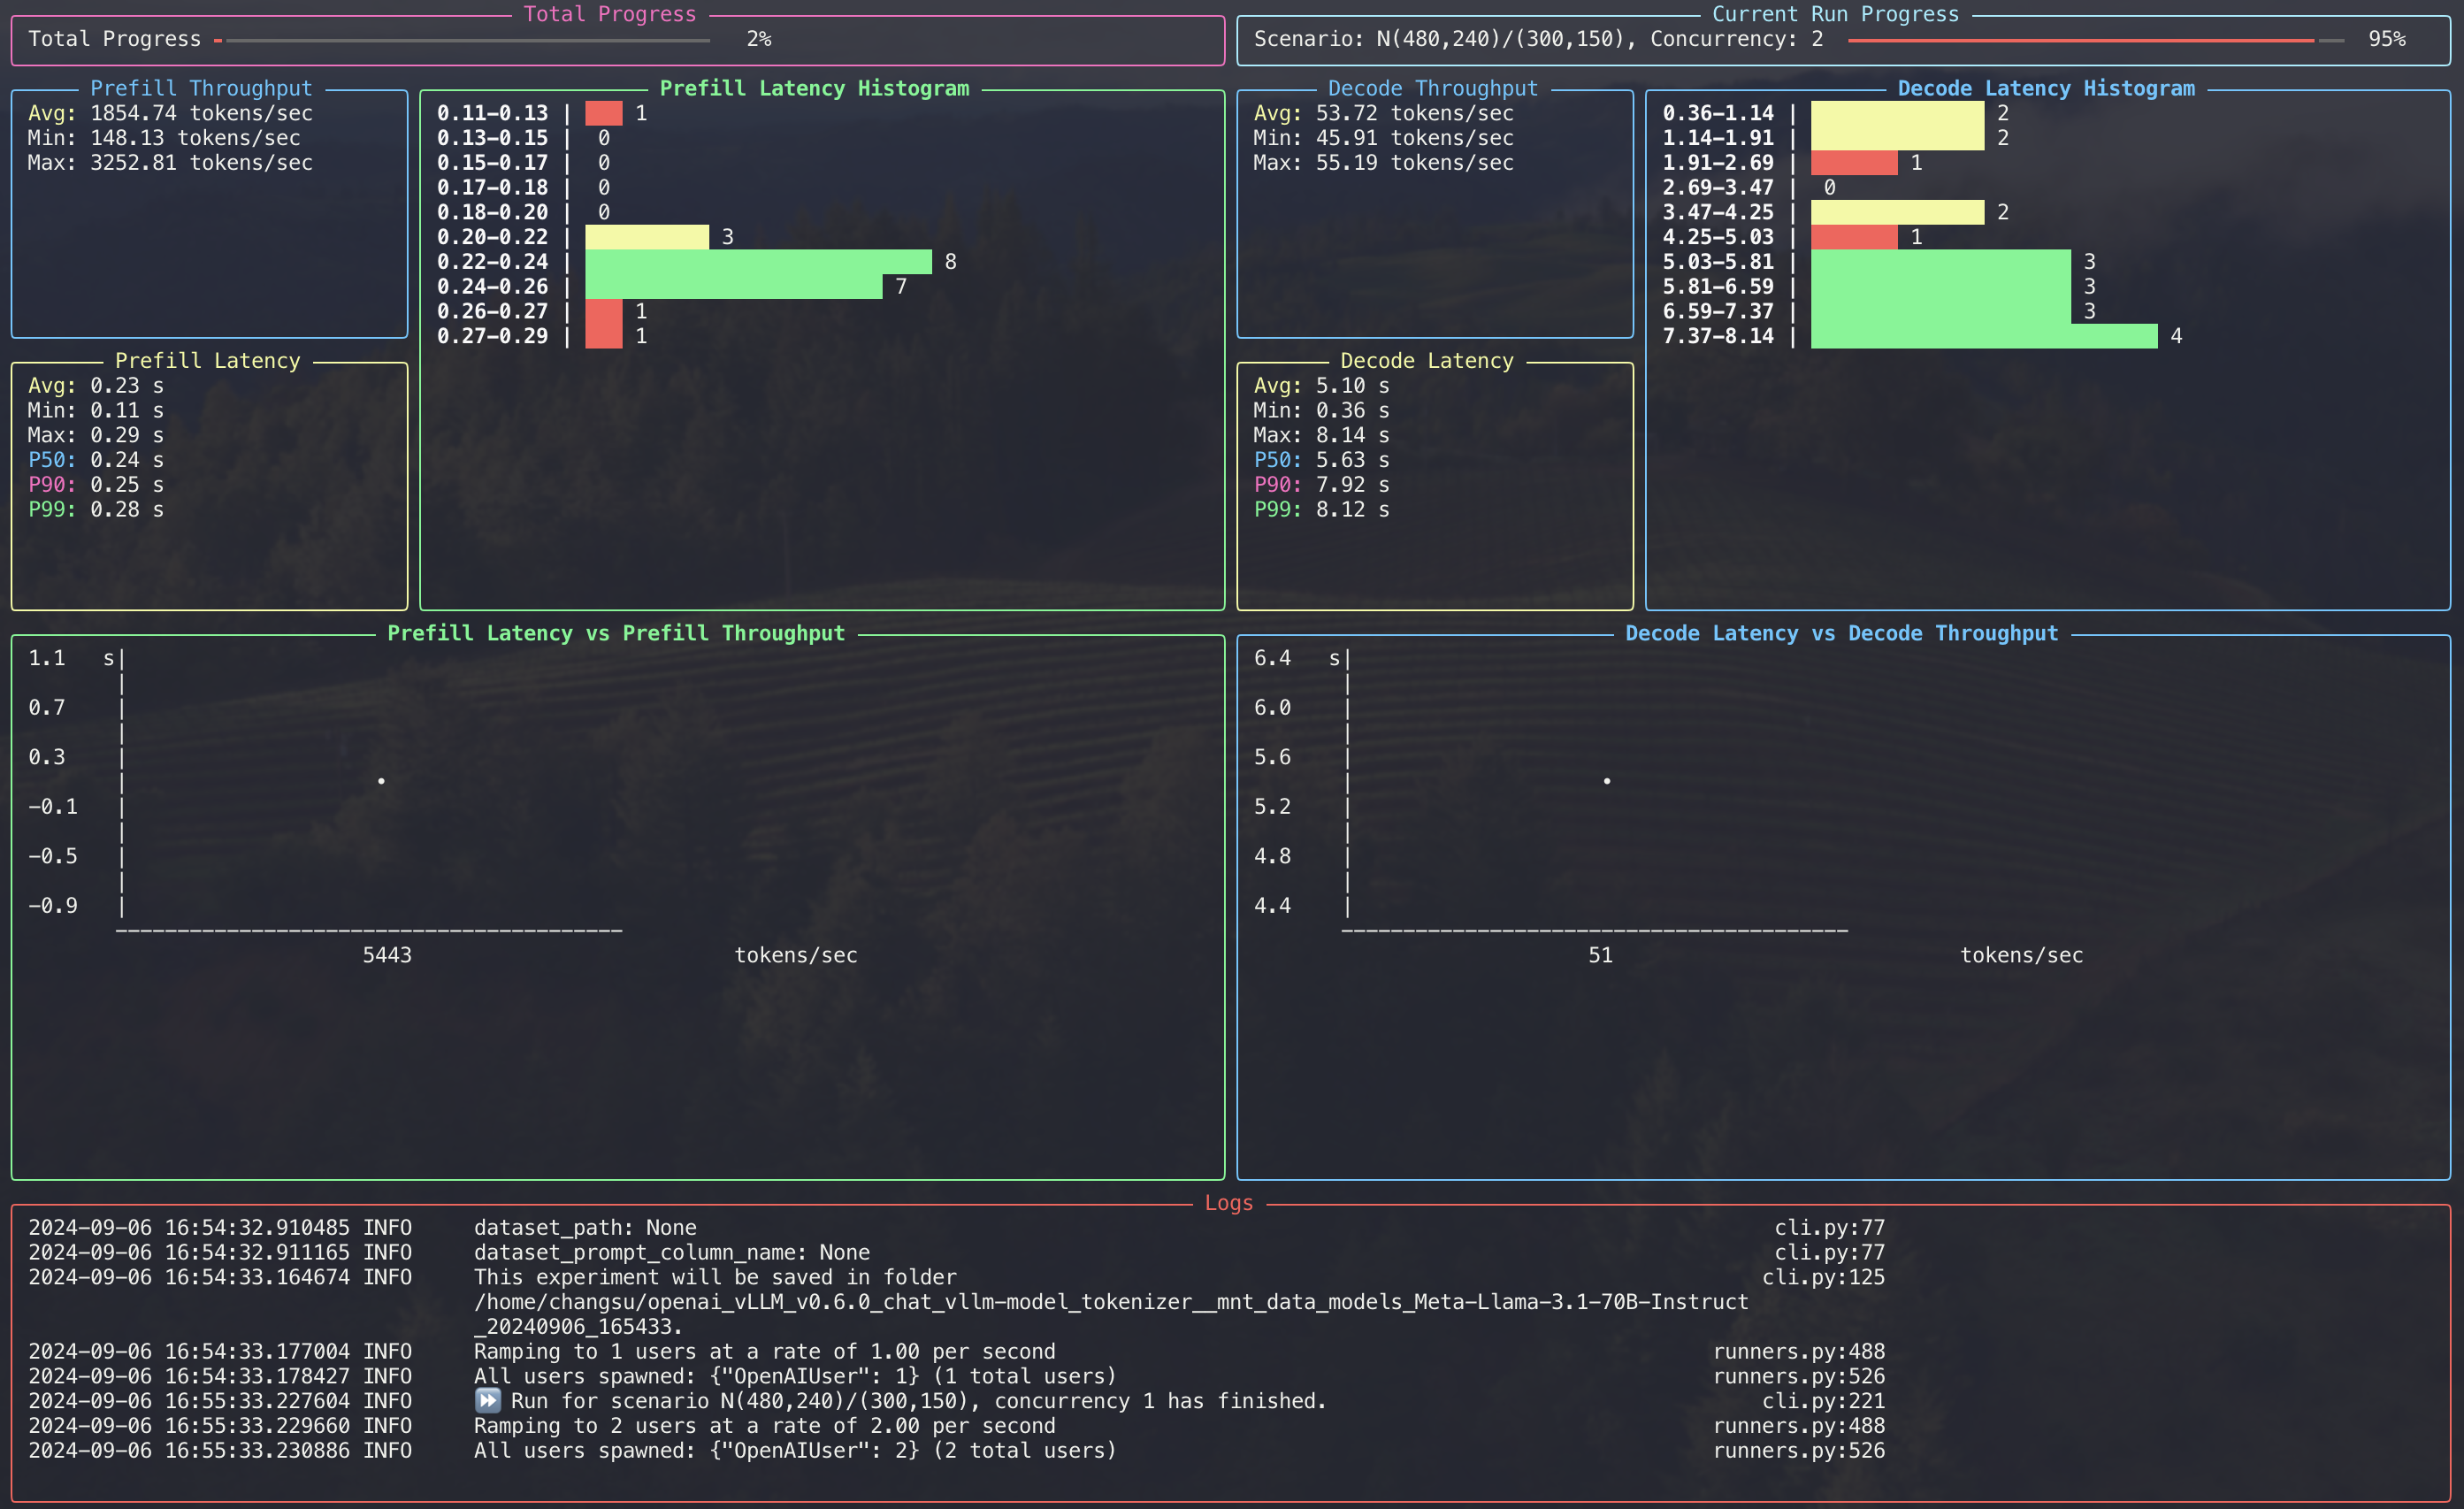 Total Progress
Total Progress 2%
Current Run Progress
Scenario: N(480,240)/(300,150), Concurrency: 2 95%
Prefill Throughput
Avg: 1854.74 tokens/sec
Min: 148.13 tokens/sec
Max: 3252.81 tokens/sec
Prefill Latency
Avg: 0.23 s
Min: 0.11 s
Max: 0.29 s
P50: 0.24 s
P90: 0.25 s
P99: 0.28 s
Prefill Latency Histogram
0.11-0.13 | 1
0.13-0.15 | 0
0.15-0.17 | 0
0.17-0.18 | 0
0.18-0.20 | 0
0.20-0.22 | 3
0.22-0.24 | 8
0.24-0.26 | 7
0.26-0.27 | 1
0.27-0.29 | 1
Decode Throughput
Avg: 53.72 tokens/sec
Min: 45.91 tokens/sec
Max: 55.19 tokens/sec
Decode Latency
Avg: 5.10 s
Min: 0.36 s
Max: 8.14 s
P50: 5.63 s
P90: 7.92 s
P99: 8.12 s
Decode Latency Histogram
0.36-1.14 | 2
1.14-1.91 | 2
1.91-2.69 | 1
2.69-3.47 | 0
3.47-4.25 | 2
4.25-5.03 | 1
5.03-5.81 | 3
5.81-6.59 | 3
6.59-7.37 | 3
7.37-8.14 | 4
Prefill Latency vs Prefill Throughput
1.1 s|
0.7 |
0.3 |
-0.1 |
-0.5 |
-0.9 |
5443 tokens/sec
Decode Latency vs Decode Throughput
6.4 s|
6.0 |
5.6 |
5.2 |
4.8 |
4.4 |
51 tokens/sec
Logs
2024-09-06 16:54:32.910485 INFO dataset_path: None cli.py:77
2024-09-06 16:54:32.911165 INFO dataset_prompt_column_name: None cli.py:77
2024-09-06 16:54:33.164674 INFO This experiment will be saved in folder cli.py:125
/home/changsu/openai_vLLM_v0.6.0_chat_vllm-model_tokenizer__mnt_data_models_Meta-Llama-3.1-70B-Instruct
_20240906_165433.
2024-09-06 16:54:33.177004 INFO Ramping to 1 users at a rate of 1.00 per second runners.py:488
2024-09-06 16:54:33.178427 INFO All users spawned: {"OpenAIUser": 1} (1 total users) runners.py:526
2024-09-06 16:55:33.227604 INFO ⏩ Run for scenario N(480,240)/(300,150), concurrency 1 has finished. cli.py:221
2024-09-06 16:55:33.229660 INFO Ramping to 2 users at a rate of 2.00 per second runners.py:488
2024-09-06 16:55:33.230886 INFO All users spawned: {"OpenAIUser": 2} (2 total users) runners.py:526